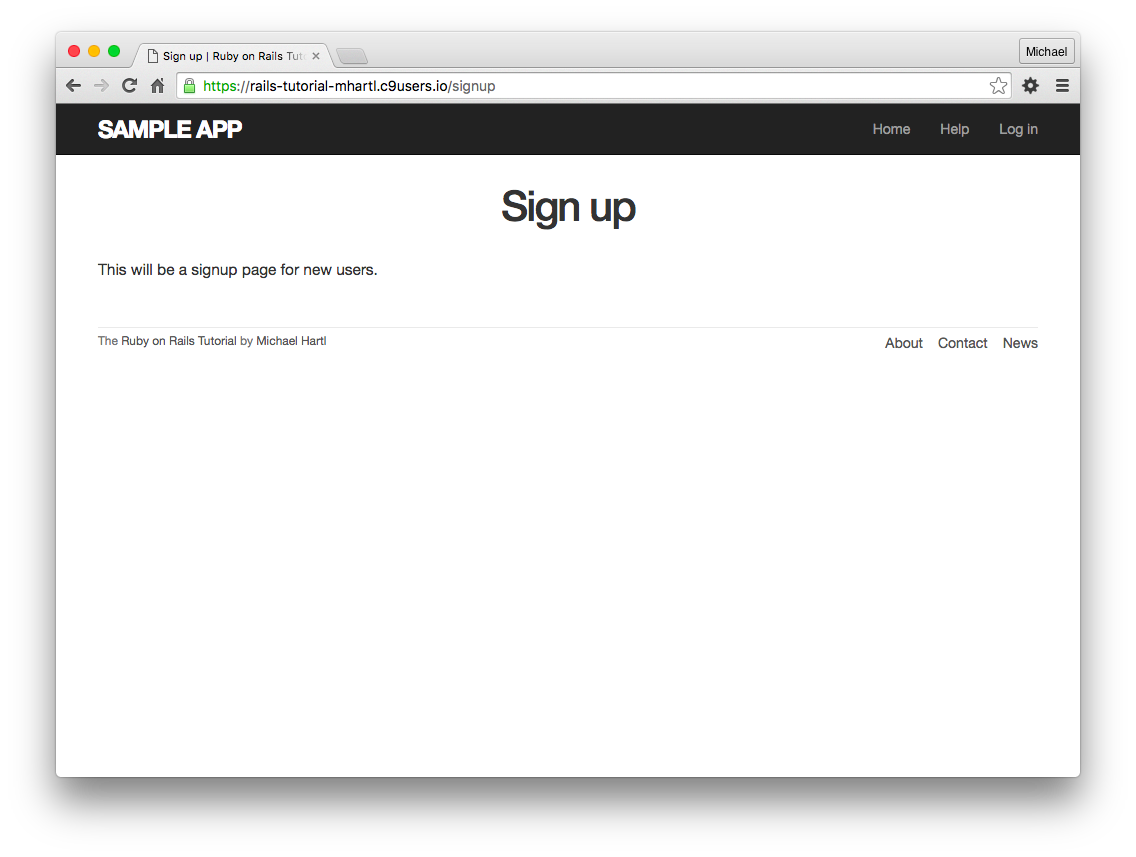 Sign up | Ruby on Rails Tut
Michael
https://rails-tutorial-mhartl.c9users.io/signup
SAMPLE APP
Home Help Log in
Sign up
This will be a signup page for new users.
The Ruby on Rails Tutorial by Michael Hartl
About Contact News